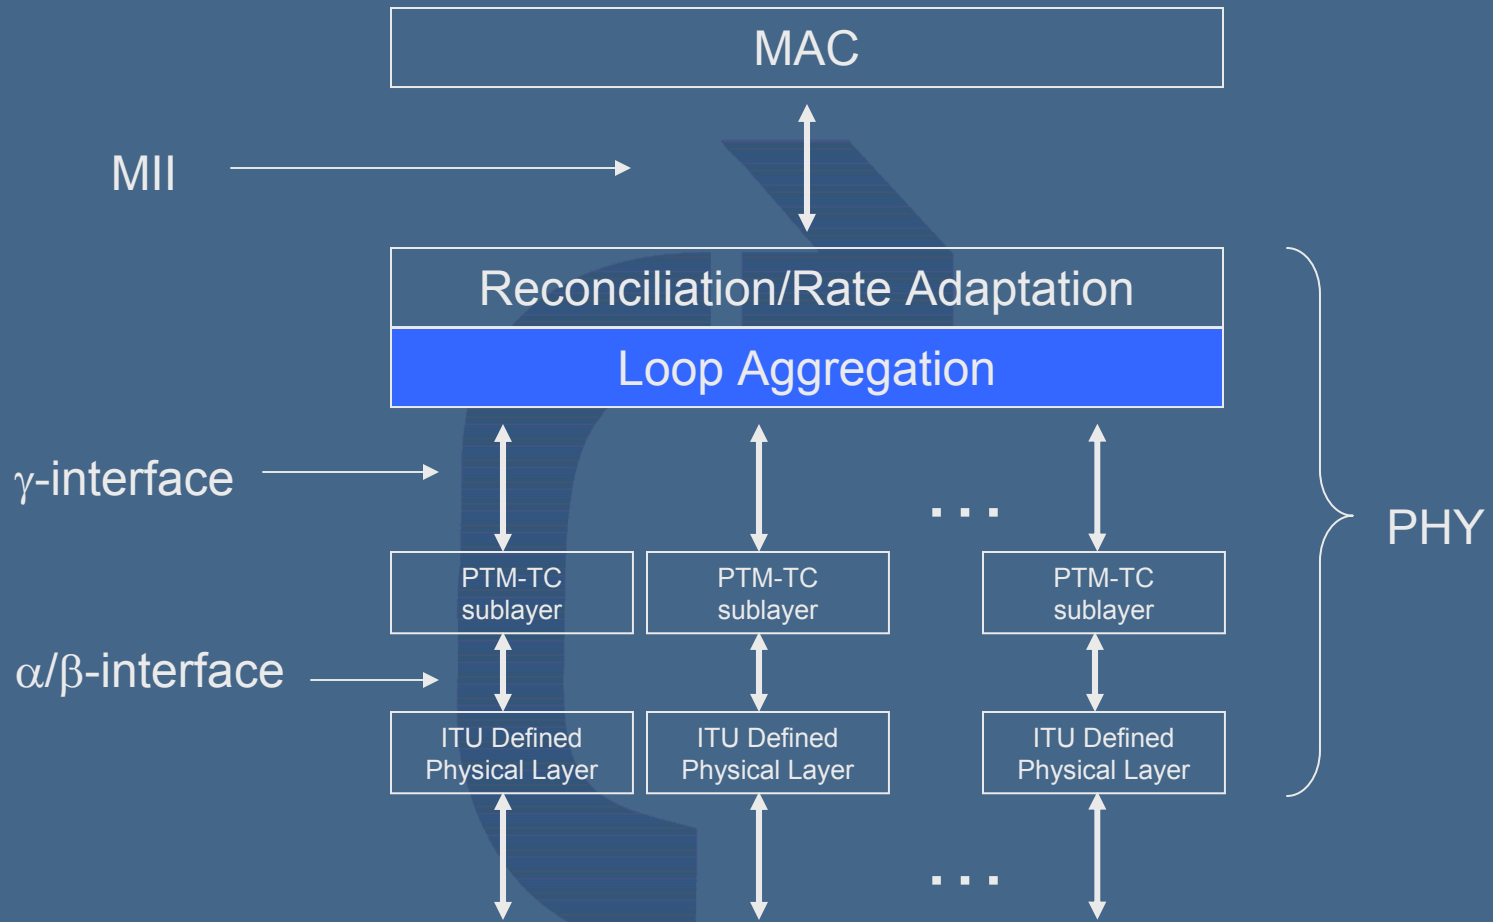 MAC
MII
Reconciliation/Rate Adaptation
Loop Aggregation
γ-interface
...
PHY
PTM-TC
sublayer
PTM-TC
sublayer
PTM-TC
sublayer
α/β-interface
ITU Defined
Physical Layer
ITU Defined
Physical Layer
ITU Defined
Physical Layer
...